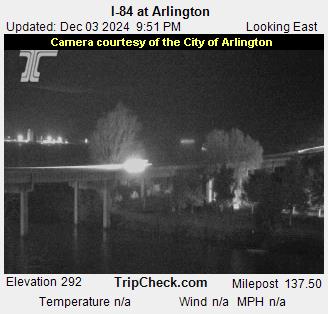 I-84 at Arlington
Updated: Dec 03 2024 9:51 PM Looking East
Camera courtesy of the City of Arlington
Elevation 292 TripCheck.com Milepost 137.50
Temperature n/a Wind n/a MPH n/a